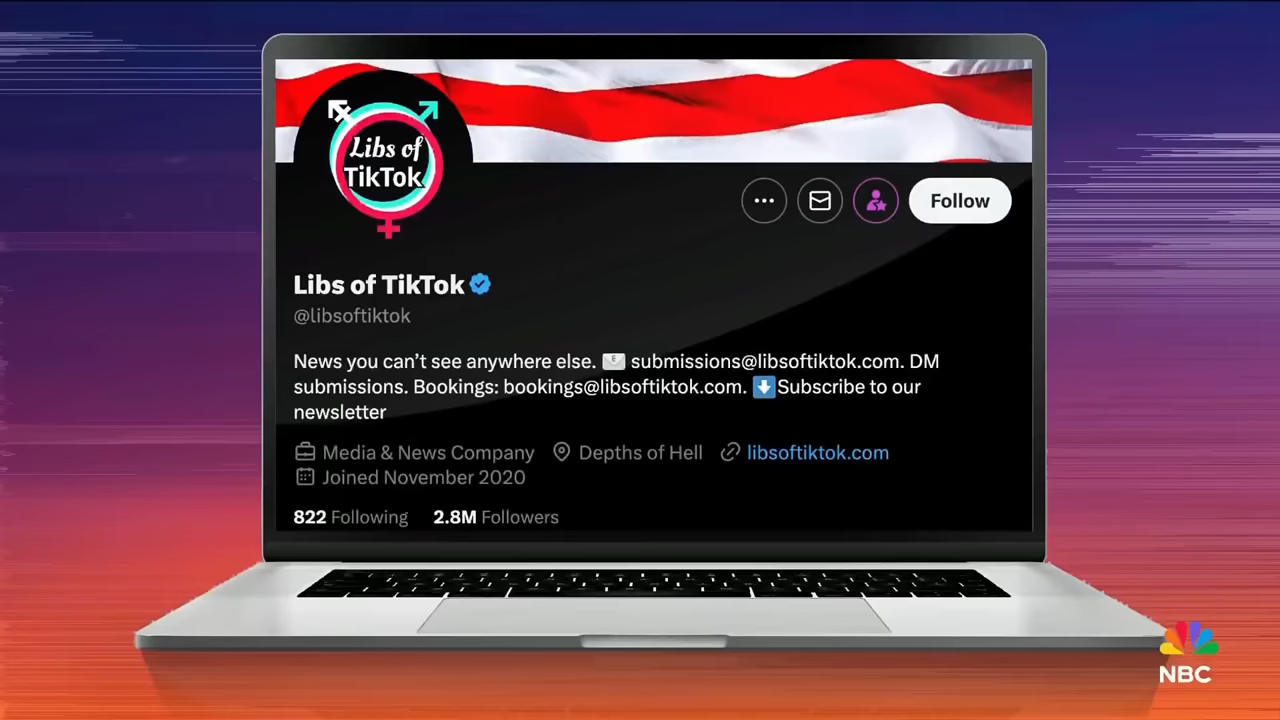 Libs of
TikTok
Follow
Libs of TikTok
@libsoftiktok
News you can't see anywhere else. submissions@libsoftiktok.com. DM
submissions. Bookings: bookings@libsoftiktok.com. Subscribe to our
newsletter
Media & News Company Depths of Hell libsoftiktok.com
Joined November 2020
822 Following 2.8M Followers
NBC